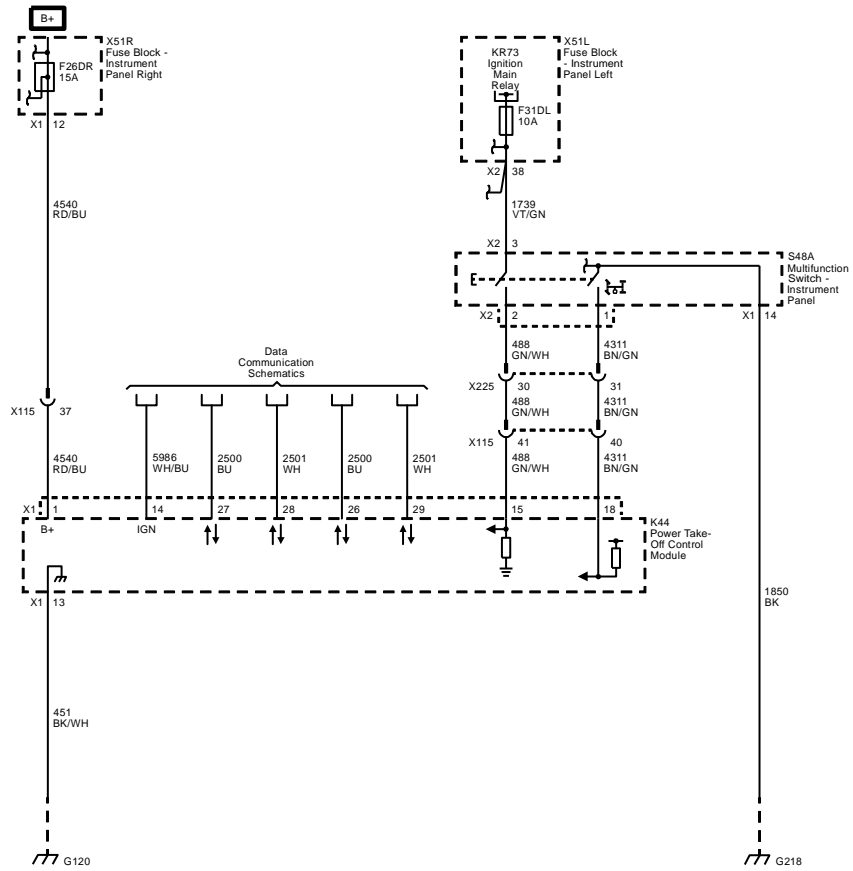 B+
X51R
Fuse Block -
Instrument
Panel Right
F26DR
15A
X1 12
X51L
Fuse Block
- Instrument
Panel Left
KR73
Ignition
Main
Relay
F31DL
10A
X2 38
4540
RD/BU
1739
VT/GN
X2 3
S48A
Multifunction
Switch -
Instrument
Panel
X2 2 1
X1 14
488
GN/WH
4311
BN/GN
Data
Communication
Schematics
X225 30 31
X115 37
488
GN/WH
4311
BN/GN
X115 41 40
4540
RD/BU
5986
WH/BU
2500
BU
2501
WH
2500
BU
2501
WH
488
GN/WH
4311
BN/GN
X1 1 14 27 28 26 29 15 18
B+
IGN
K44
Power Take-
Off Control
Module
X1 13
1850
BK
451
BK/WH
G120
G218